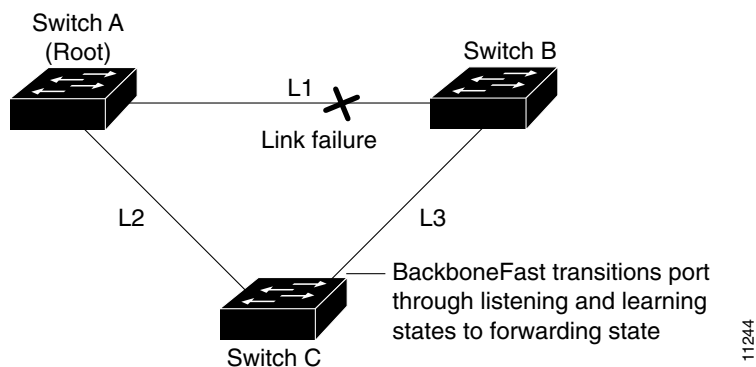 Switch A
(Root)
Switch B
L1
Link failure
L2
L3
BackboneFast transitions port
through listening and learning
states to forwarding state
Switch C
11244